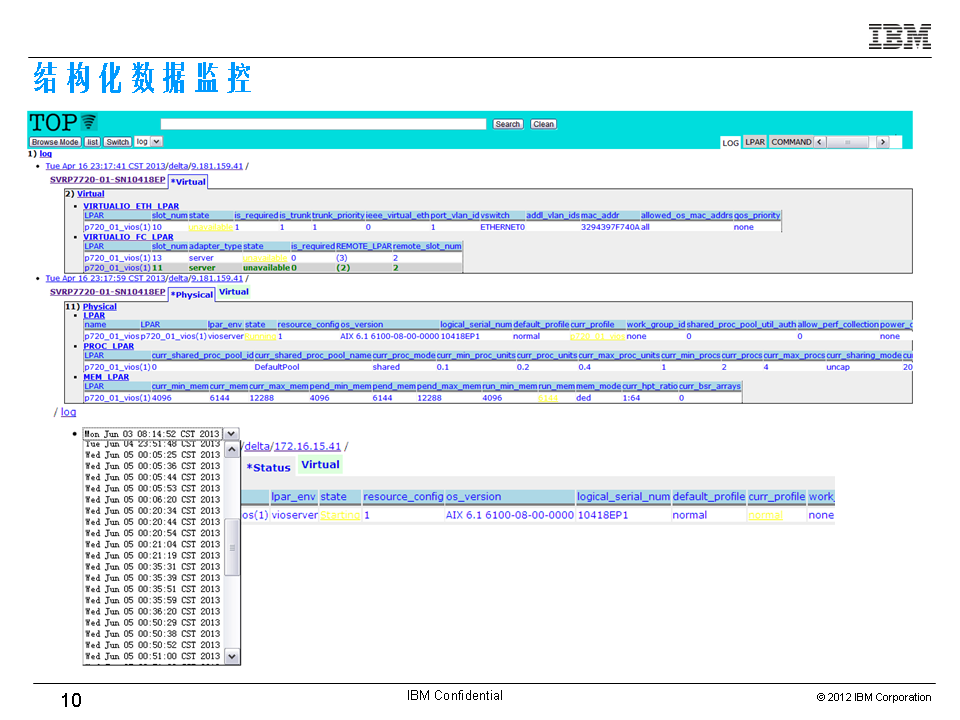 IBM
结构化数据监控
TOP
Search Clean
Browse Mode list Switch log LOG LPAR COMMAND
1) log
Tue Apr 16 23:17:41 CST 2013/delta/9.181.159.41 /
SVRP7720-01-SN10418EP *Virtual
2) Virtual
VIRTUALIO_ETH_LPAR
LPAR slot_num state is_required is_trunk trunk_priority ieee_virtual_eth port_vlan_id vswitch addl_vlan_ids mac_addr allowed_os_mac_addrs qos_priority
p720_01_vios(1) 10 unavailable 1 1 1 0 1 ETHERNET0 3294397F740A all none
VIRTUALIO_FC_LPAR
LPAR slot_num adapter_type state is_required REMOTE_LPAR remote_slot_num
p720_01_vios(1) 13 server unavailable 0 (3) 2
p720_01_vios(1) 11 server unavailable 0 (2) 2
Tue Apr 16 23:17:59 CST 2013/delta/9.181.159.41 /
SVRP7720-01-SN10418EP *Physical Virtual
11) Physical
LPAR
name LPAR lpar_env state resource_config os_version logical_serial_num default_profile curr_profile work_group_id shared_proc_pool_util_auth allow_perf_collection power_c
p720_01_vios p720_01_vios(1) vioserver Running 1 AIX 6.1 6100-08-00-0000 10418EP1 normal none 0 0 none
PROC_LPAR
LPAR curr_shared_proc_pool_id curr_shared_proc_pool_name curr_proc_mode curr_min_proc_units curr_proc_units curr_max_proc_units curr_min_procs curr_procs curr_max_procs curr_sharing_mode cu
p720_01_vios(1) 0 DefaultPool shared 0.1 0.2 0.4 1 2 4 uncap 20
MEM_LPAR
LPAR curr_min_mem curr_mem curr_max_mem pend_min_mem pend_mem pend_max_mem run_min_mem run_mem mem_mode curr_hpt_ratio curr_bsr_arrays
p720_01_vios(1) 4096 6144 12288 4096 6144 12288 4096 6144 ded 1:64 0
/ log
Mon Jun 03 08:14:52 CST 2013 /delta/172.16.15.41 /
Tue Jun 04 23:51:48 CST 2013
Wed Jun 05 00:05:25 CST 2013
Wed Jun 05 00:05:36 CST 2013
*Status Virtual
Wed Jun 05 00:05:44 CST 2013
Wed Jun 05 00:05:53 CST 2013
Wed Jun 05 00:06:20 CST 2013
lpar_env state resource_config os_version logical_serial_num default_profile curr_profile work_
Wed Jun 05 00:20:34 CST 2013
Wed Jun 05 00:20:44 CST 2013
os(1) vioserver Starting 1 AIX 6.1 6100-08-00-0000 10418EP1 normal normal none
Wed Jun 05 00:20:54 CST 2013
Wed Jun 05 00:21:04 CST 2013
Wed Jun 05 00:21:19 CST 2013
Wed Jun 05 00:35:31 CST 2013
Wed Jun 05 00:35:39 CST 2013
Wed Jun 05 00:35:51 CST 2013
Wed Jun 05 00:35:59 CST 2013
Wed Jun 05 00:36:20 CST 2013
Wed Jun 05 00:50:29 CST 2013
Wed Jun 05 00:50:38 CST 2013
Wed Jun 05 00:50:52 CST 2013
Wed Jun 05 00:51:00 CST 2013
10 IBM Confidential © 2012 IBM Corporation